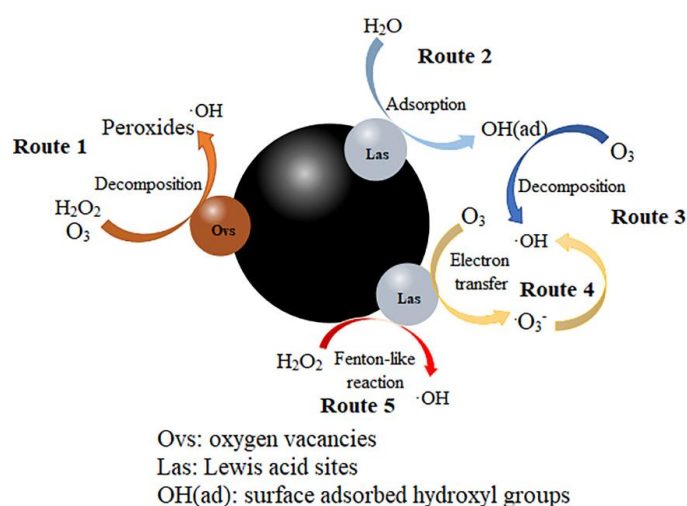 H₂O
Route 2
·OH
Adsorption
Peroxides
OH(ad)
Las
Route 1
O₃
Decomposition
Decomposition
H₂O₂
O₃
Ovs
O₃
Route 3
·OH
Electron
transfer
Route 4
Las
·O₃⁻
H₂O₂
Fenton-like
reaction
Route 5
·OH
Ovs: oxygen vacancies
Las: Lewis acid sites
OH(ad): surface adsorbed hydroxyl groups